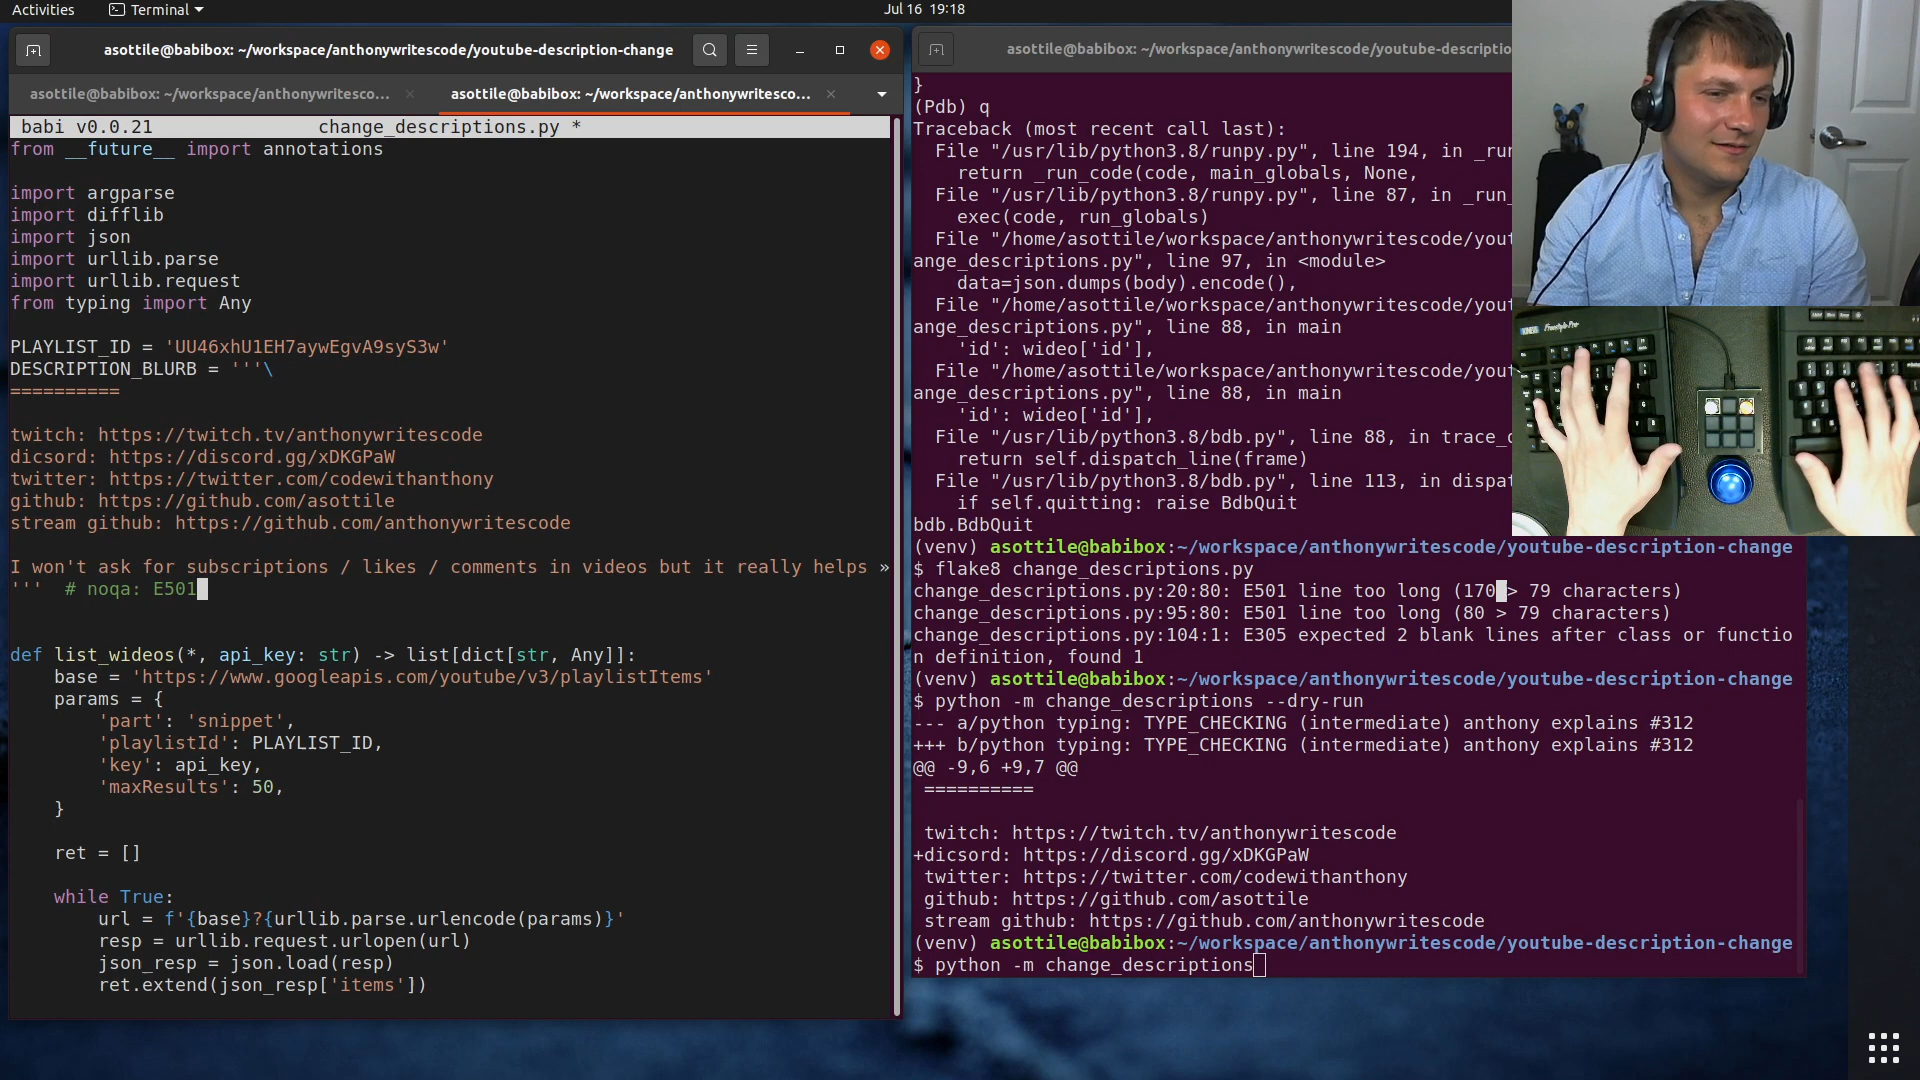 Activities
Terminal
Jul 16 19:18
asottile@babibox: ~/workspace/anthonywritescode/youtube-description-change
asottile@babibox: ~/workspace/anthonywritesco...
asottile@babibox: ~/workspace/anthonywritesco...
babi v0.0.21 change_descriptions.py *
from __future__ import annotations
import argparse
import difflib
import json
import urllib.parse
import urllib.request
from typing import Any
PLAYLIST_ID = 'UU46xhU1EH7aywEgvA9syS3w'
DESCRIPTION_BLURB = '''\
==========
twitch: https://twitch.tv/anthonywritescode
dicsord: https://discord.gg/xDKGPaW
twitter: https://twitter.com/codewithanthony
github: https://github.com/asottile
stream github: https://github.com/anthonywritescode
I won't ask for subscriptions / likes / comments in videos but it really helps »
''' # noqa: E501
def list_wideos(*, api_key: str) -> list[dict[str, Any]]:
base = 'https://www.googleapis.com/youtube/v3/playlistItems'
params = {
'part': 'snippet',
'playlistId': PLAYLIST_ID,
'key': api_key,
'maxResults': 50,
}
ret = []
while True:
url = f'{base}?{urllib.parse.urlencode(params)}'
resp = urllib.request.urlopen(url)
json_resp = json.load(resp)
ret.extend(json_resp['items'])
asottile@babibox: ~/workspace/anthonywritescode/youtube-descriptio
}
(Pdb) q
Traceback (most recent call last):
File "/usr/lib/python3.8/runpy.py", line 194, in _run
return _run_code(code, main_globals, None,
File "/usr/lib/python3.8/runpy.py", line 87, in _run_
exec(code, run_globals)
File "/home/asottile/workspace/anthonywritescode/yout
ange_descriptions.py", line 97, in <module>
data=json.dumps(body).encode(),
File "/home/asottile/workspace/anthonywritescode/yout
ange_descriptions.py", line 88, in main
'id': wideo['id'],
File "/home/asottile/workspace/anthonywritescode/yout
ange_descriptions.py", line 88, in main
'id': wideo['id'],
File "/usr/lib/python3.8/bdb.py", line 88, in trace_d
return self.dispatch_line(frame)
File "/usr/lib/python3.8/bdb.py", line 113, in dispat
if self.quitting: raise BdbQuit
bdb.BdbQuit
(venv) asottile@babibox:~/workspace/anthonywritescode/youtube-description-change
$ flake8 change_descriptions.py
change_descriptions.py:20:80: E501 line too long (170 > 79 characters)
change_descriptions.py:95:80: E501 line too long (80 > 79 characters)
change_descriptions.py:104:1: E305 expected 2 blank lines after class or functio
n definition, found 1
(venv) asottile@babibox:~/workspace/anthonywritescode/youtube-description-change
$ python -m change_descriptions --dry-run
--- a/python typing: TYPE_CHECKING (intermediate) anthony explains #312
+++ b/python typing: TYPE_CHECKING (intermediate) anthony explains #312
@@ -9,6 +9,7 @@
==========
twitch: https://twitch.tv/anthonywritescode
+dicsord: https://discord.gg/xDKGPaW
twitter: https://twitter.com/codewithanthony
github: https://github.com/asottile
stream github: https://github.com/anthonywritescode
(venv) asottile@babibox:~/workspace/anthonywritescode/youtube-description-change
$ python -m change_descriptions